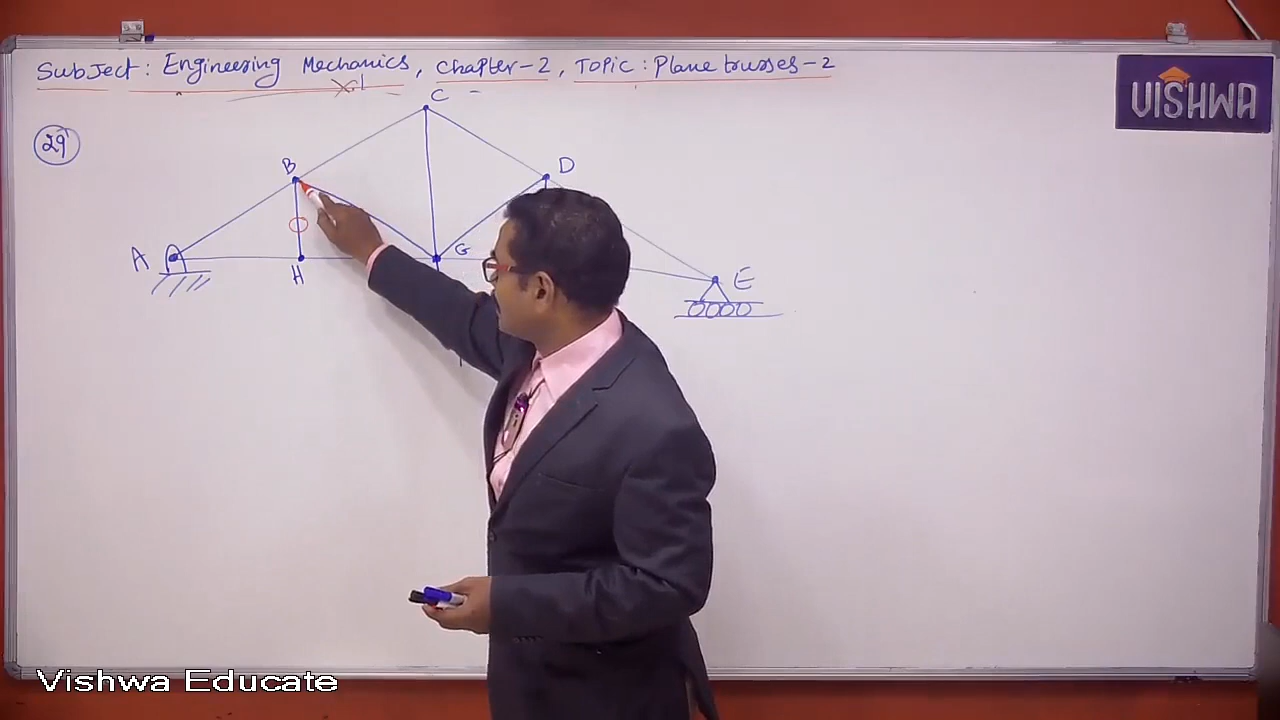 Subject: Engineering Mechanics, Chapter-2, Topic: Plane trusses-2
VISHWA
29
C
B
D
A
G
H
E
Vishwa Educate